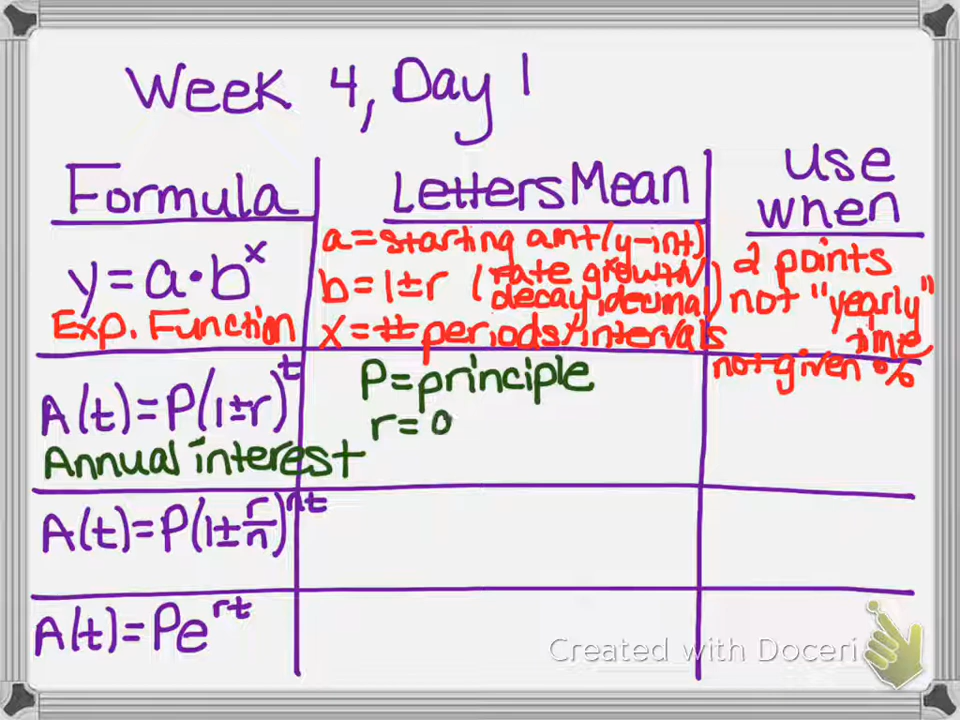 Week 4, Day 1
Formula
Letters Mean
Use when
y = a • b^x
Exp. Function
a = starting amt (y-int)
b = 1 ± r (rate growth/decay, decimal)
x = # periods/intervals
2 points
not "yearly"
time
not given %
A(t) = P(1±r)^t
Annual interest
P = principle
r = 0
A(t) = P(1± r/n)^nt
A(t) = Pe^rt
Created with Doceri